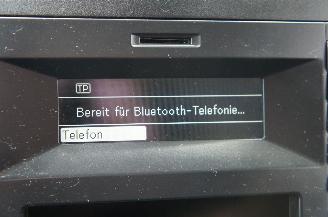 TP
Bereit für Bluetooth-Telefonie...
Telefon